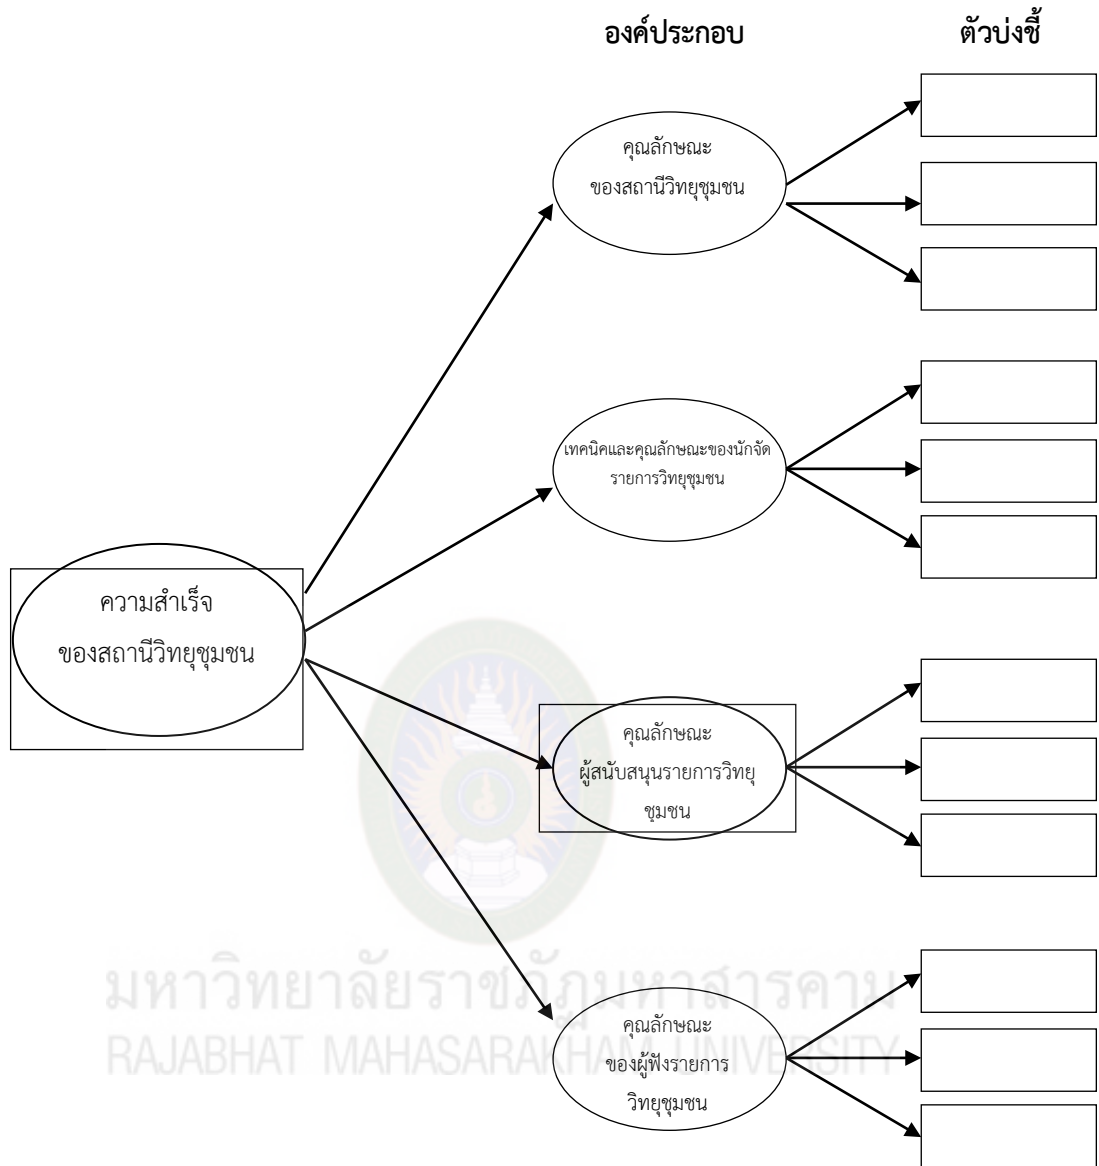 องค์ประกอบ
ตัวบ่งชี้
คุณลักษณะ
ของสถานีวิทยุชุมชน
เทคนิคและคุณลักษณะของนักจัด
รายการวิทยุชุมชน
ความสำเร็จ
ของสถานีวิทยุชุมชน
คุณลักษณะ
ผู้สนับสนุนรายการวิทยุ
ชุมชน
คุณลักษณะ
ของผู้ฟังรายการ
วิทยุชุมชน
มหาวิทยาลัยราชภัฏมหาสารคาม
RAJABHAT MAHASARAKHAM UNIVERSITY